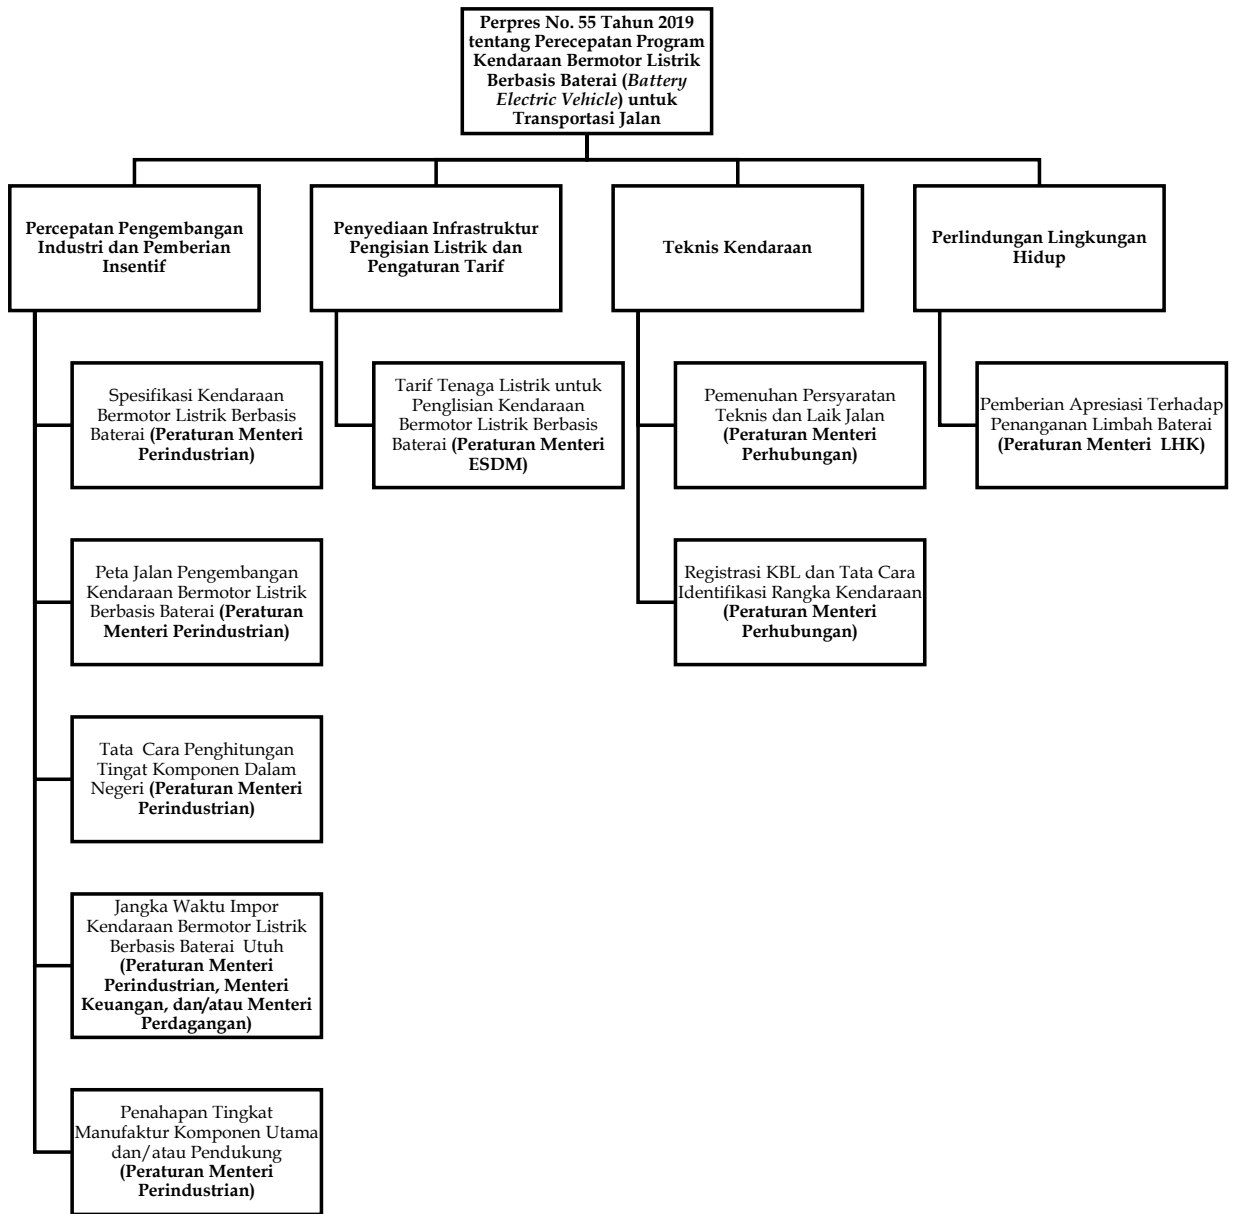 Perpres No. 55 Tahun 2019
tentang Perecepatan Program
Kendaraan Bermotor Listrik
Berbasis Baterai (Battery
Electric Vehicle) untuk
Transportasi Jalan
Percepatan Pengembangan
Industri dan Pemberian
Insentif
Penyediaan Infrastruktur
Pengisian Listrik dan
Pengaturan Tarif
Teknis Kendaraan
Perlindungan Lingkungan
Hidup
Spesifikasi Kendaraan
Bermotor Listrik Berbasis
Baterai (Peraturan Menteri
Perindustrian)
Tarif Tenaga Listrik untuk
Penglisian Kendaraan
Bermotor Listrik Berbasis
Baterai (Peraturan Menteri
ESDM)
Pemenuhan Persyaratan
Teknis dan Laik Jalan
(Peraturan Menteri
Perhubungan)
Pemberian Apresiasi Terhadap
Penanganan Limbah Baterai
(Peraturan Menteri LHK)
Peta Jalan Pengembangan
Kendaraan Bermotor Listrik
Berbasis Baterai (Peraturan
Menteri Perindustrian)
Registrasi KBL dan Tata Cara
Identifikasi Rangka Kendaraan
(Peraturan Menteri
Perhubungan)
Tata Cara Penghitungan
Tingat Komponen Dalam
Negeri (Peraturan Menteri
Perindustrian)
Jangka Waktu Impor
Kendaraan Bermotor Listrik
Berbasis Baterai Utuh
(Peraturan Menteri
Perindustrian, Menteri
Keuangan, dan/atau Menteri
Perdagangan)
Penahapan Tingkat
Manufaktur Komponen Utama
dan/atau Pendukung
(Peraturan Menteri
Perindustrian)